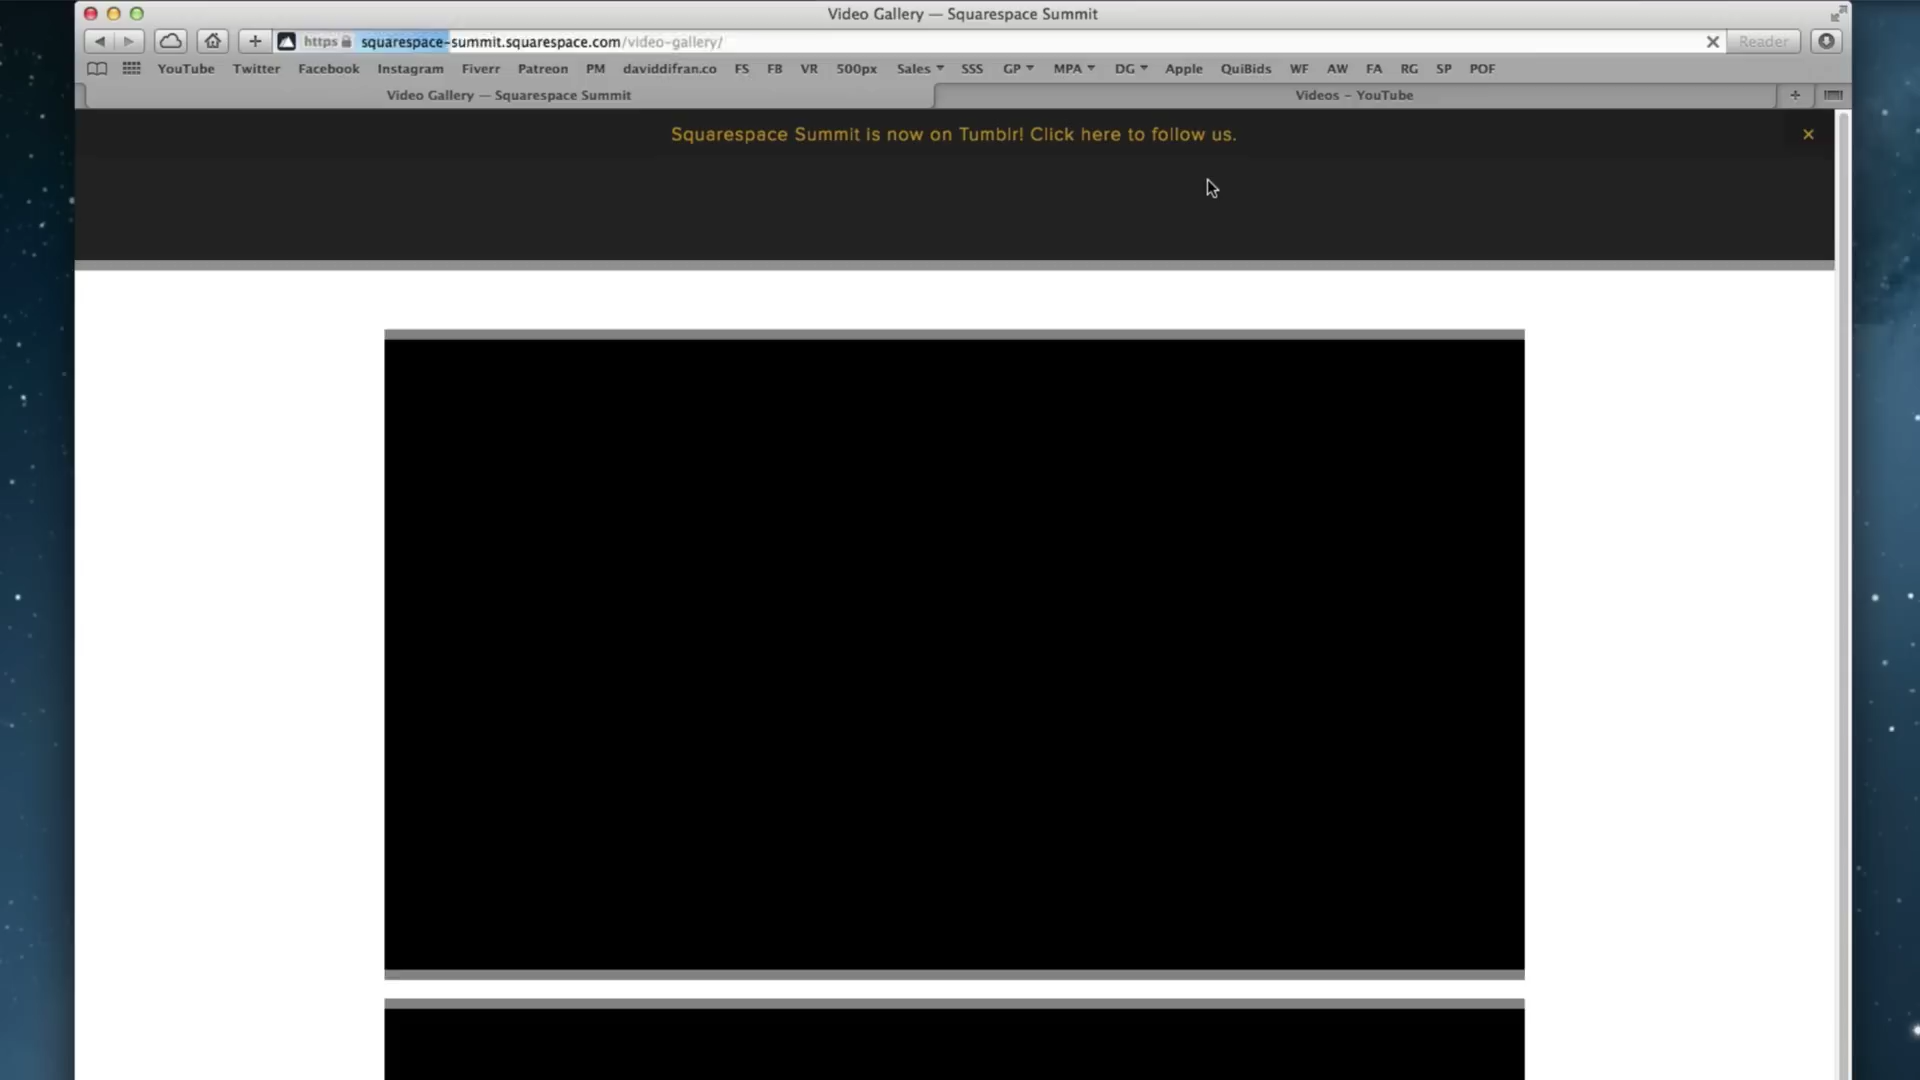 Video Gallery — Squarespace Summit
https squarespace-summit.squarespace.com/video-gallery/ Reader
YouTube Twitter Facebook Instagram Fiverr Patreon PM daviddifran.co FS FB VR 500px Sales SSS GP MPA DG Apple QuiBids WF AW FA RG SP POF
Video Gallery — Squarespace Summit Videos – YouTube
Squarespace Summit is now on Tumblr! Click here to follow us.